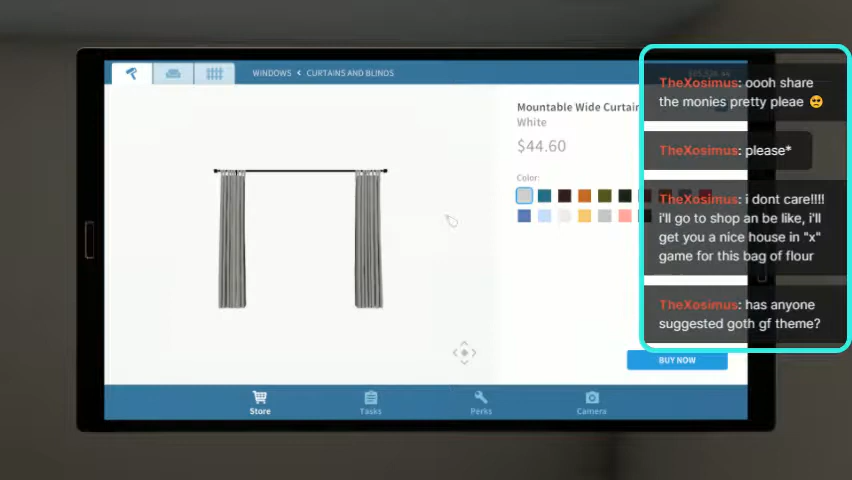 WINDOWS < CURTAINS AND BLINDS
Mountable Wide Curtain
White
$44.60
Color:
BUY NOW
Store
Tasks
Perks
Camera
TheXosimus: oooh share
the monies pretty pleae 🥺
TheXosimus: please*
TheXosimus: i dont care!!!!
i'll go to shop an be like, i'll
get you a nice house in "x"
game for this bag of flour
TheXosimus: has anyone
suggested goth gf theme?